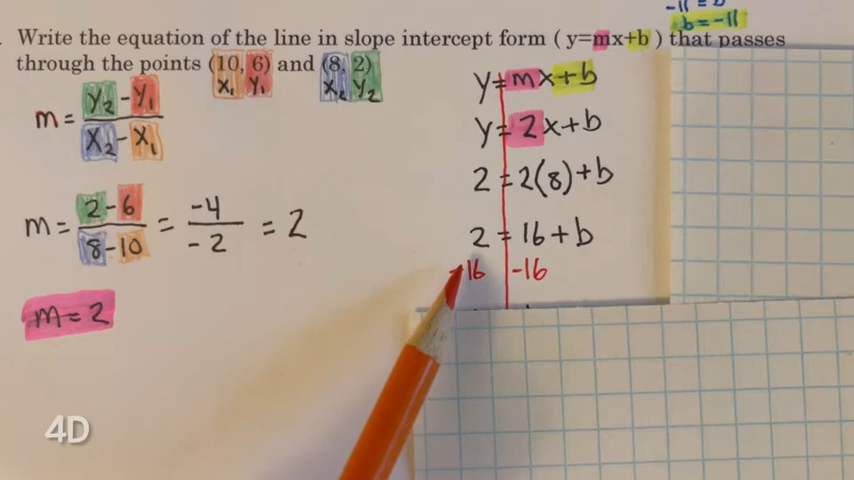 -11 = b
b = -11
Write the equation of the line in slope intercept form ( y=mx+b ) that passes
through the points (10, 6) and (8, 2)
x₁ y₁ x₂ y₂
m = y₂ - y₁ / x₂ - x₁
m = 2 - 6 / 8 - 10 = -4 / -2 = 2
m = 2
y = mx + b
y = 2x + b
2 = 2(8) + b
2 = 16 + b
-16 -16
4D